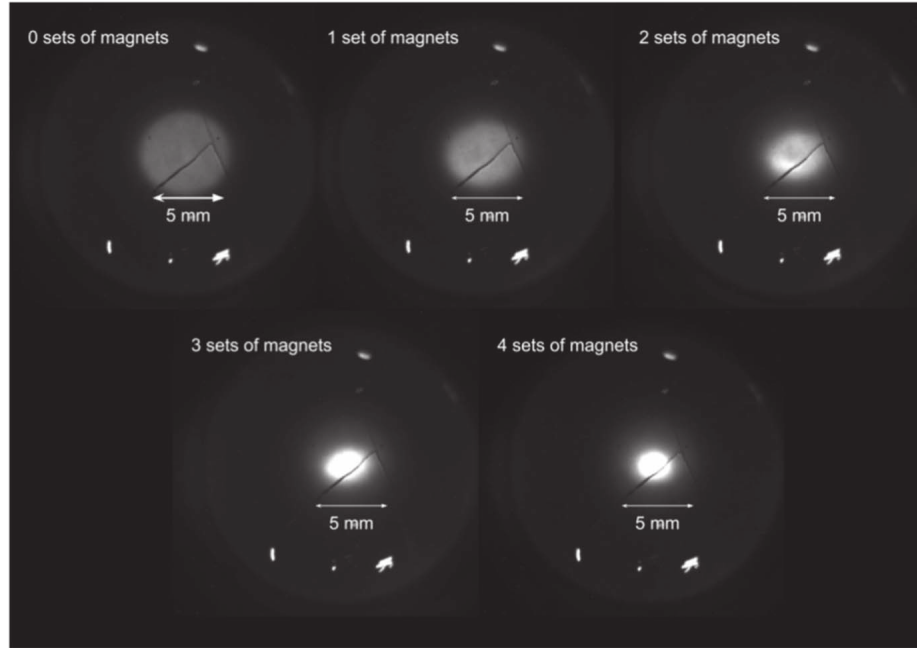 0 sets of magnets
1 set of magnets
2 sets of magnets
5 mm
5 mm
5 mm
3 sets of magnets
4 sets of magnets
5 mm
5 mm